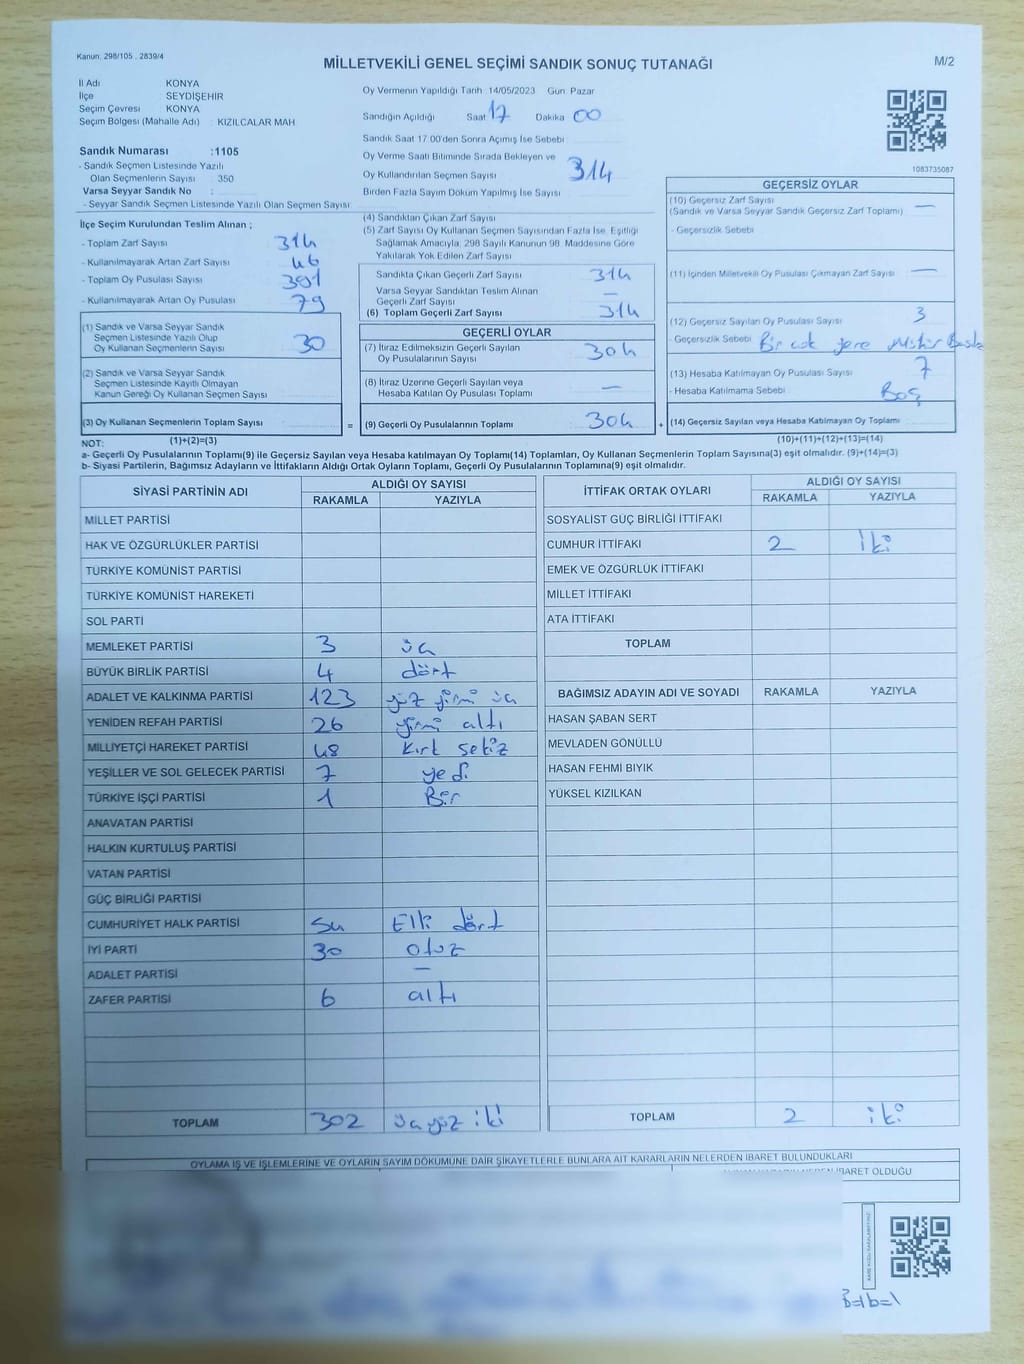 Kanun: 298/105 , 2839/4
MİLLETVEKİLİ GENEL SEÇİMİ SANDIK SONUÇ TUTANAĞI
M/2
İl Adı KONYA
İlçe SEYDİŞEHİR
Seçim Çevresi KONYA
Seçim Bölgesi (Mahalle Adı) : KIZILCALAR MAH
Sandık Numarası :1105
- Sandık Seçmen Listesinde Yazılı
Olan Seçmenlerin Sayısı : 350
Varsa Seyyar Sandık No :
- Seyyar Sandık Seçmen Listesinde Yazılı Olan Seçmen Sayısı :
Oy Vermenin Yapıldığı Tarih 14/05/2023 Gün Pazar
Sandığın Açıldığı Saat 17 Dakika 00
Sandık Saat 17:00'den Sonra Açımış İse Sebebi
Oy Verme Saati Bitiminde Sırada Bekleyen ve
Oy Kullandırılan Seçmen Sayısı 314
Birden Fazla Sayım Döküm Yapılmış İse Sayısı
1083735087
İlçe Seçim Kurulundan Teslim Alınan ;
- Toplam Zarf Sayısı 314
- Kullanılmayarak Artan Zarf Sayısı 46
- Toplam Oy Pusulası Sayısı 391
- Kullanılmayarak Artan Oy Pusulası 79
(1) Sandık ve Varsa Seyyar Sandık
Seçmen Listesinde Yazılı Olup
Oy Kullanan Seçmenlerin Sayısı 30
(2) Sandık ve Varsa Seyyar Sandık
Seçmen Listesinde Kayıtlı Olmayan
Kanun Gereği Oy Kullanan Seçmen Sayısı
(3) Oy Kullanan Seçmenlerin Toplam Sayısı =
(4) Sandıktan Çıkan Zarf Sayısı
(5) Zarf Sayısı Oy Kullanan Seçmen Sayısından Fazla İse, Eşitliği
Sağlamak Amacıyla, 298 Sayılı Kanunun 98. Maddesine Göre
Yakılarak Yok Edilen Zarf Sayısı
Sandıkta Çıkan Geçerli Zarf Sayısı 314
Varsa Seyyar Sandıktan Teslim Alınan
Geçerli Zarf Sayısı —
(6) Toplam Geçerli Zarf Sayısı 314
GEÇERLİ OYLAR
(7) İtiraz Edilmeksizin Geçerli Sayılan
Oy Pusulalarının Sayısı 304
(8) İtiraz Üzerine Geçerli Sayılan veya
Hesaba Katılan Oy Pusulası Toplamı —
(9) Geçerli Oy Pusulalarının Toplamı 304 +
GEÇERSİZ OYLAR
(10) Geçersiz Zarf Sayısı
(Sandık ve Varsa Seyyar Sandık Geçersiz Zarf Toplamı) —
- Geçersizlik Sebebi
(11) İçinden Milletvekili Oy Pusulası Çıkmayan Zarf Sayısı —
(12) Geçersiz Sayılan Oy Pusulası Sayısı 3
- Geçersizlik Sebebi Bir cok yere
(13) Hesaba Katılmayan Oy Pusulası Sayısı 7
- Hesaba Katılmama Sebebi Boş
(14) Geçersiz Sayılan veya Hesaba Katılmayan Oy Toplamı
NOT: (1)+(2)=(3) (10)+(11)+(12)+(13)=(14)
a- Geçerli Oy Pusulaları Toplamı(9) ile Geçersiz Sayılan veya Hesaba katılmayan Oy Toplamı(14) Toplamları, Oy Kullanan Seçmenlerin Toplam Sayısına(3) eşit olmalıdır. (9)+(14)=(3)
b- Siyasi Partilerin, Bağımsız Adayların ve İttifakların Aldığı Ortak Oyların Toplamı, Geçerli Oy Pusulalarının Toplamına(9) eşit olmalıdır.
SİYASİ PARTİNİN ADI ALDIĞI OY SAYISI
RAKAMLA YAZIYLA
MİLLET PARTİSİ
HAK VE ÖZGÜRLÜKLER PARTİSİ
TÜRKİYE KOMÜNİST PARTİSİ
TÜRKİYE KOMÜNİST HAREKETİ
SOL PARTİ
MEMLEKET PARTİSİ 3 üç
BÜYÜK BİRLİK PARTİSİ 4 dört
ADALET VE KALKINMA PARTİSİ 123 yüz yirmi üç
YENİDEN REFAH PARTİSİ 26 yirmi altı
MİLLİYETÇİ HAREKET PARTİSİ 48 kırk sekiz
YEŞİLLER VE SOL GELECEK PARTİSİ 7 yedi
TÜRKİYE İŞÇİ PARTİSİ 1 Bir
ANAVATAN PARTİSİ
HALKIN KURTULUŞ PARTİSİ
VATAN PARTİSİ
GÜÇ BİRLİĞİ PARTİSİ
CUMHURİYET HALK PARTİSİ 54 Elli dört
İYİ PARTİ 30 otuz
ADALET PARTİSİ —
ZAFER PARTİSİ 6 altı
TOPLAM 302 üçyüz iki
İTTİFAK ORTAK OYLARI ALDIĞI OY SAYISI
RAKAMLA YAZIYLA
SOSYALİST GÜÇ BİRLİĞİ İTTİFAKI
CUMHUR İTTİFAKI 2 iki
EMEK VE ÖZGÜRLÜK İTTİFAKI
MİLLET İTTİFAKI
ATA İTTİFAKI
TOPLAM
BAĞIMSIZ ADAYIN ADI VE SOYADI RAKAMLA YAZIYLA
HASAN ŞABAN SERT
MEVLADEN GÖNÜLLÜ
HASAN FEHMİ BIYIK
YÜKSEL KIZILKAN
TOPLAM 2 iki
OYLAMA İŞ VE İŞLEMLERİNE VE OYLARIN SAYIM DÖKÜMÜNE DAİR ŞİKAYETLERLE BUNLARA AİT KARARLARIN NELERDEN İBARET BULUNDUKLARI
İBARET OLDUĞU